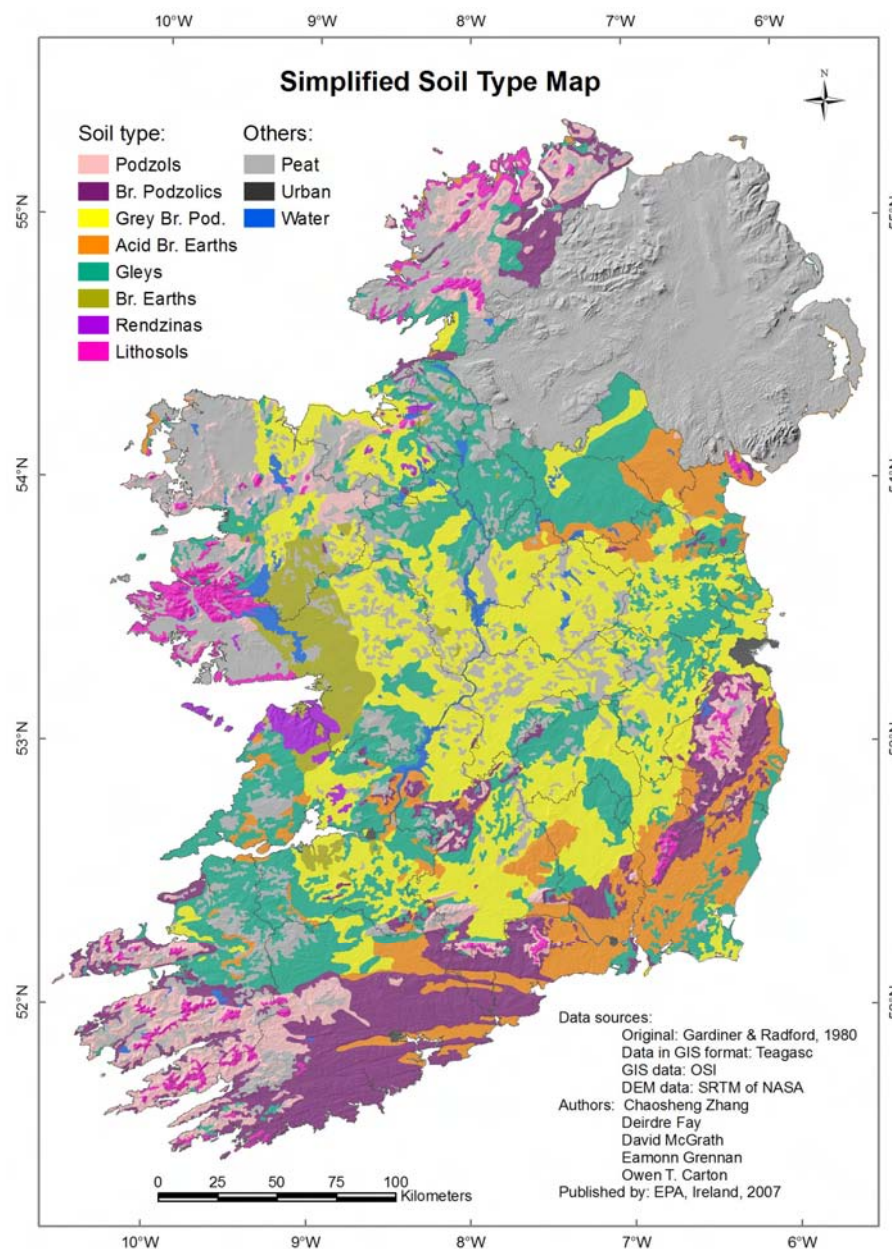 10°W 9°W 8°W 7°W 6°W
Simplified Soil Type Map
N
Soil type:
Podzols
Br. Podzolics
Grey Br. Pod.
Acid Br. Earths
Gleys
Br. Earths
Rendzinas
Lithosols
Others:
Peat
Urban
Water
55°N
55°N
54°N
54°N
53°N
53°N
52°N
52°N
Data sources:
Original: Gardiner & Radford, 1980
Data in GIS format: Teagasc
GIS data: OSI
DEM data: SRTM of NASA
Authors: Chaosheng Zhang
Deirdre Fay
David McGrath
Eamonn Grennan
Owen T. Carton
Published by: EPA, Ireland, 2007
0 25 50 75 100
Kilometers
10°W 9°W 8°W 7°W 6°W